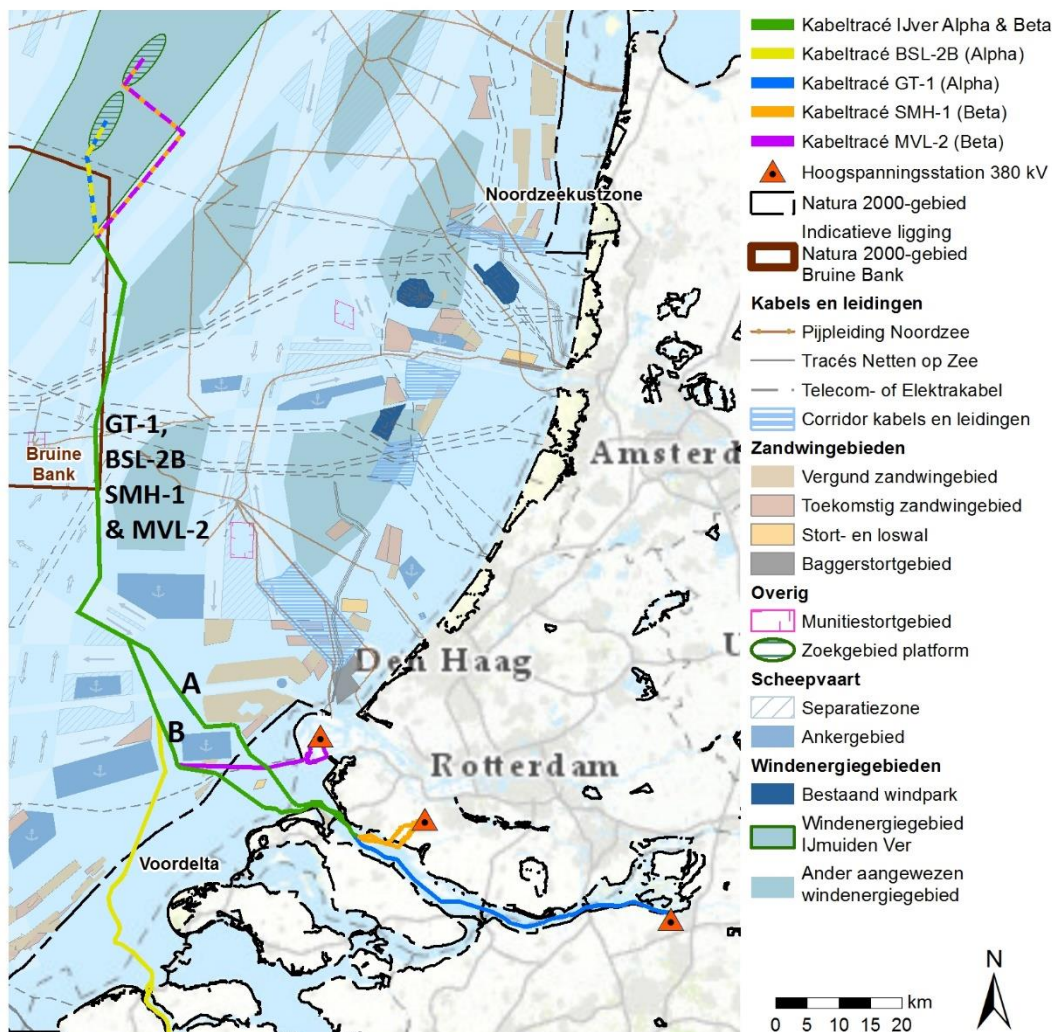 Noordzeekustzone
GT-1,
BSL-2B
SMH-1
& MVL-2
Bruine
Bank
Amsterd
A
Den Haag
U
B
Rotterdam
Voordelta
Kabeltracé IJver Alpha & Beta
Kabeltracé BSL-2B (Alpha)
Kabeltracé GT-1 (Alpha)
Kabeltracé SMH-1 (Beta)
Kabeltracé MVL-2 (Beta)
Hoogspanningsstation 380 kV
Natura 2000-gebied
Indicatieve ligging
Natura 2000-gebied
Bruine Bank
Kabels en leidingen
Pijpleiding Noordzee
Tracés Netten op Zee
Telecom- of Elektrakabel
Corridor kabels en leidingen
Zandwingebieden
Vergund zandwingebied
Toekomstig zandwingebied
Stort- en loswal
Baggerstortgebied
Overig
Munitiestortgebied
Zoekgebied platform
Scheepvaart
Separatiezone
Ankergebied
Windenergiegebieden
Bestaand windpark
Windenergiegebied
IJmuiden Ver
Ander aangewezen
windenergiegebied
N
km
0 5 10 15 20